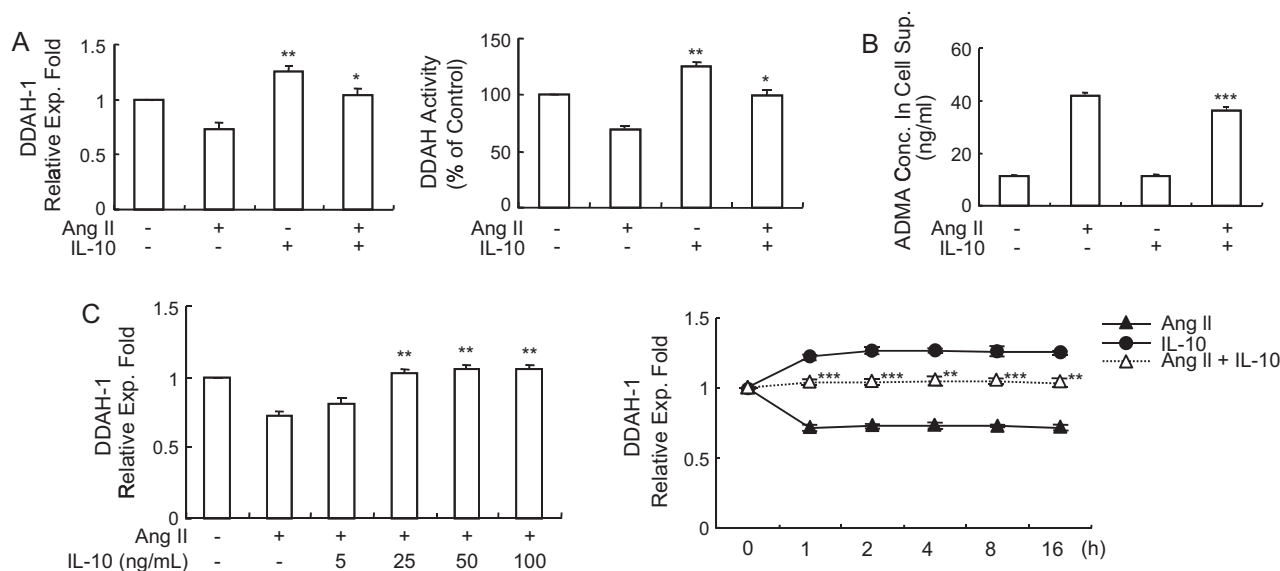 A
DDAH-1
Relative Exp. Fold
1.5
1
0.5
0
**
*
Ang II - + - +
IL-10 - - + +
DDAH Activity
(% of Control)
150
100
50
0
**
*
Ang II - + - +
IL-10 - - + +
B
ADMA Conc. In Cell Sup.
(ng/ml)
60
40
20
0
***
Ang II - + - +
IL-10 - - + +
C
DDAH-1
Relative Exp. Fold
1.5
1
0.5
0
** ** **
Ang II - + + + + +
IL-10 (ng/mL) - - 5 25 50 100
DDAH-1
Relative Exp. Fold
1.5
1
0.5
0
*** *** ** *** **
0 1 2 4 8 16 (h)
Ang II
IL-10
Ang II + IL-10